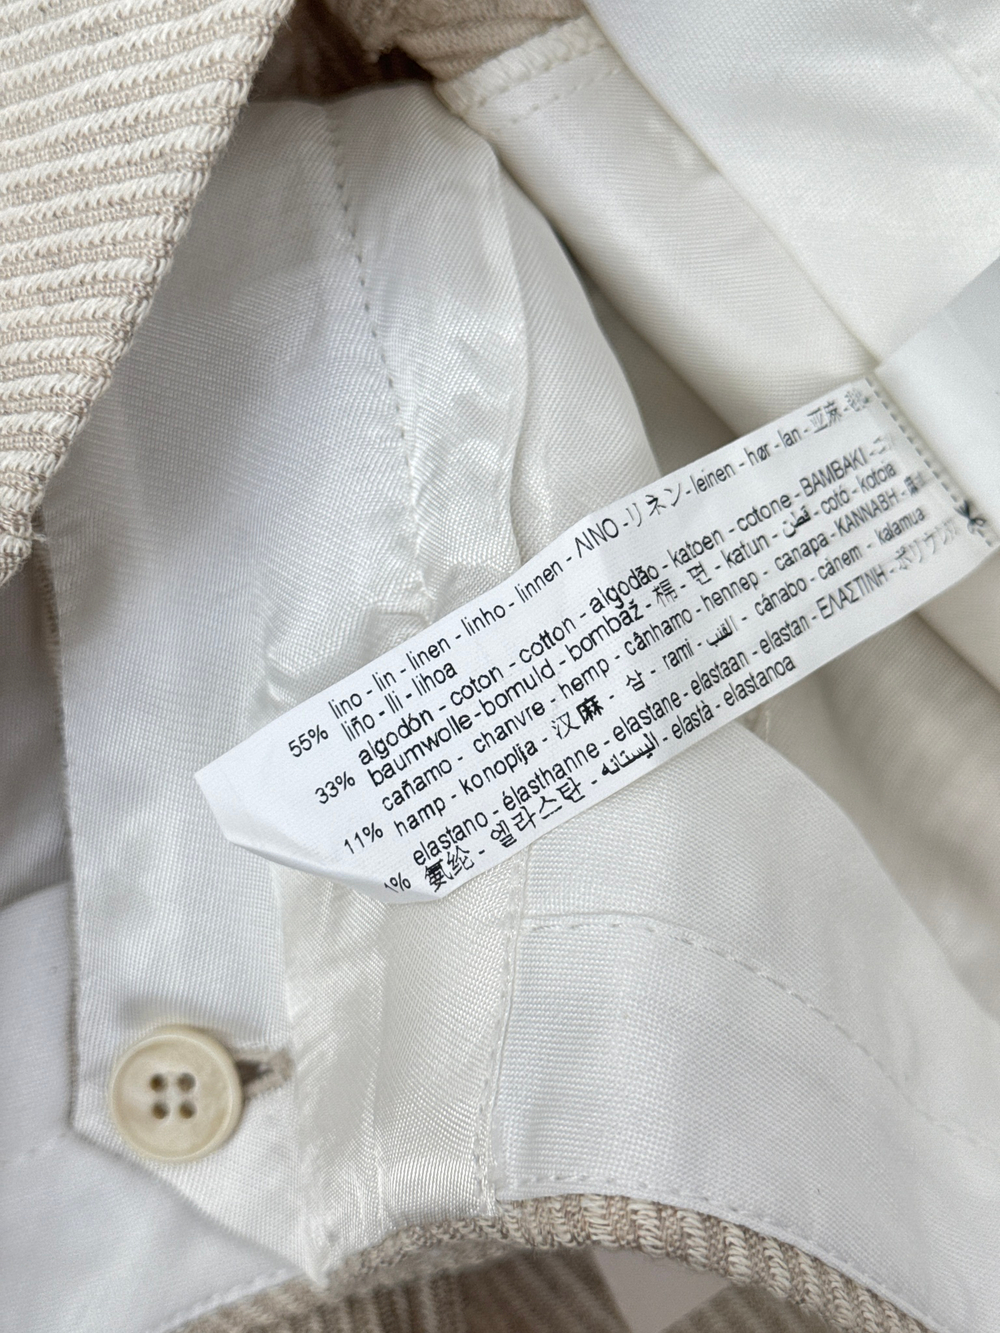 55% lino - lin - linen - linho - linnen - ΛΙΝΟ - リネン - leinen - hør - lan - 亚麻
liño - lli - lihoa
33% algodón - coton - cotton - algodão - katoen - cotone - BAMBAKI
baumwolle - bomuld - bombaž - 棉 - 면 - katun - قطن - cotó - kotoia
11% cañamo - chanvre - hemp - cânhamo - hennep - canapa - KANNABH
hamp - konoplja - 汉麻 - 삼 - rami - القنب - cánabo - cànem - kalamua
1% elastano - élasthanne - elastane - elastaan - elastan - ΕΛΑΣΤΙΝΗ - ポリウレタン
氨纶 - 엘라스탄 - اليستانه - elastà - elastanoa